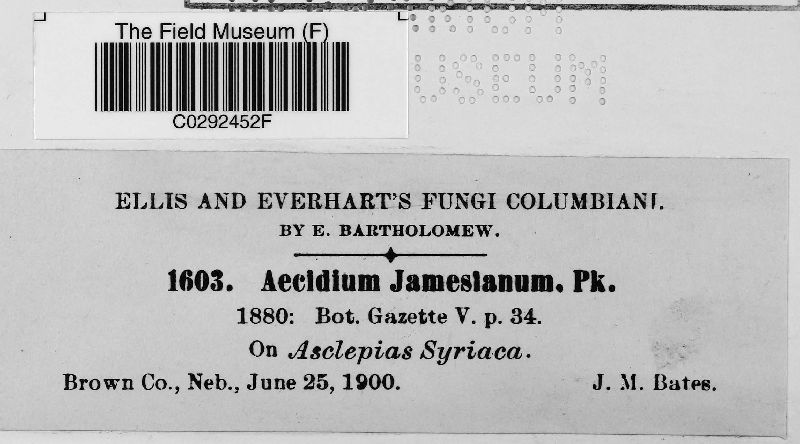 The Field Museum (F)
C0292452F
USEUM
ELLIS AND EVERHART'S FUNGI COLUMBIANI.
BY E. BARTHOLOMEW.
1603. Aecidium Jamesianum. Pk.
1880: Bot. Gazette V. p. 34.
On Asclepias Syriaca.
Brown Co., Neb., June 25, 1900. J. M. Bates.